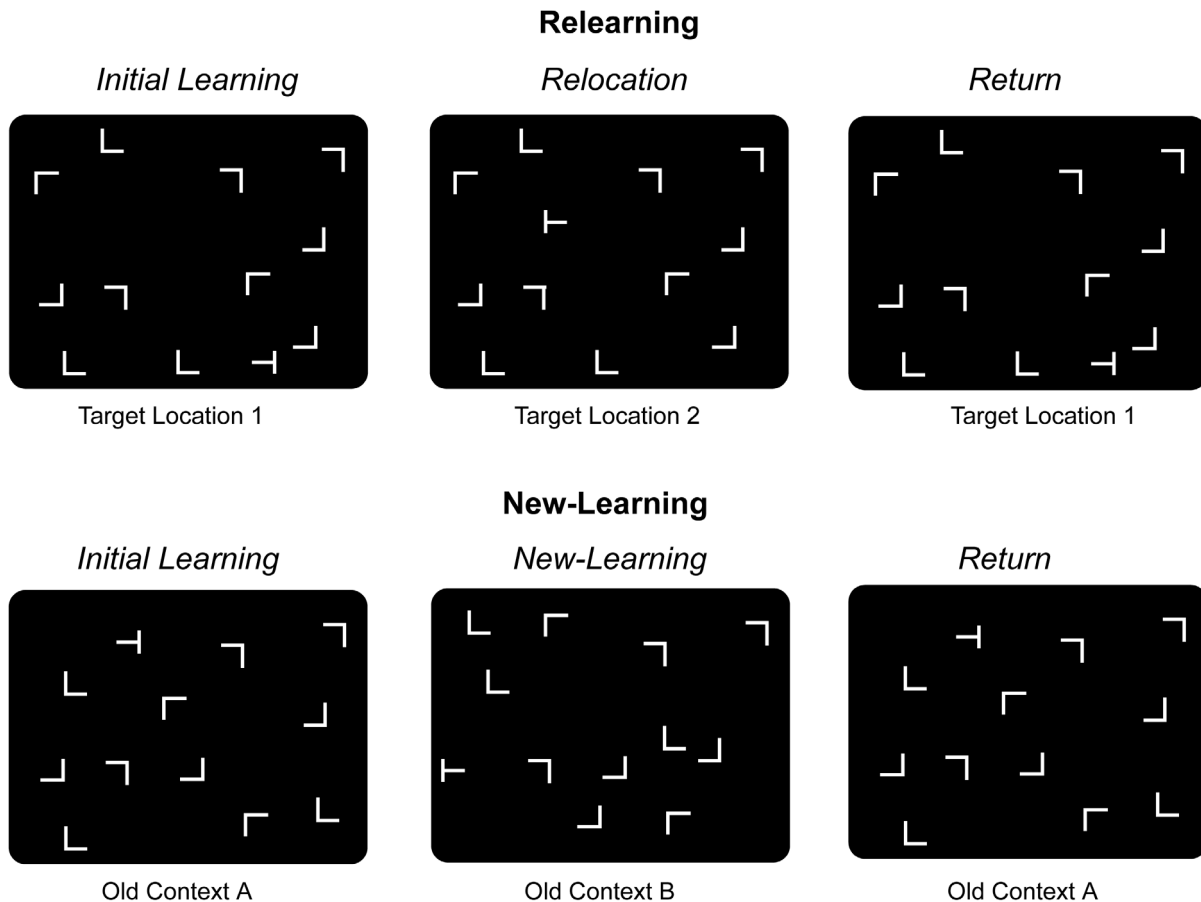 Relearning
Initial Learning
Relocation
Return
Target Location 1
Target Location 2
Target Location 1
New-Learning
Initial Learning
New-Learning
Return
Old Context A
Old Context B
Old Context A